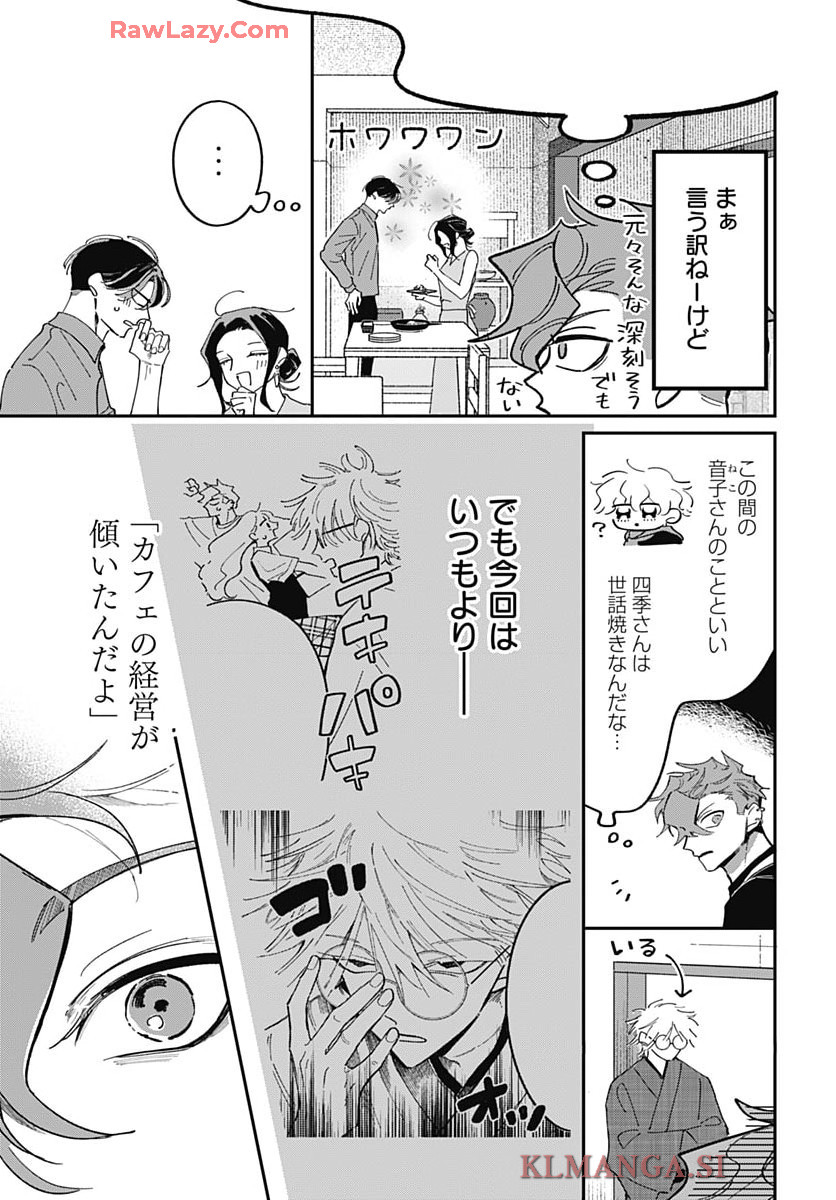 RawLazy.Com
まぁ
言う訳ねーけど
元々そんな深刻そう
でも
ない
ホワワワン
…
この間の
音子さんのことといい
ねこ
?
四季さんは
世話焼きなんだな…
いる
でも今回は
いつもより――
テキ
パキ
ゴ
オッ
「カフェの経営が
傾いたんだよ」
KLMANGA.SI